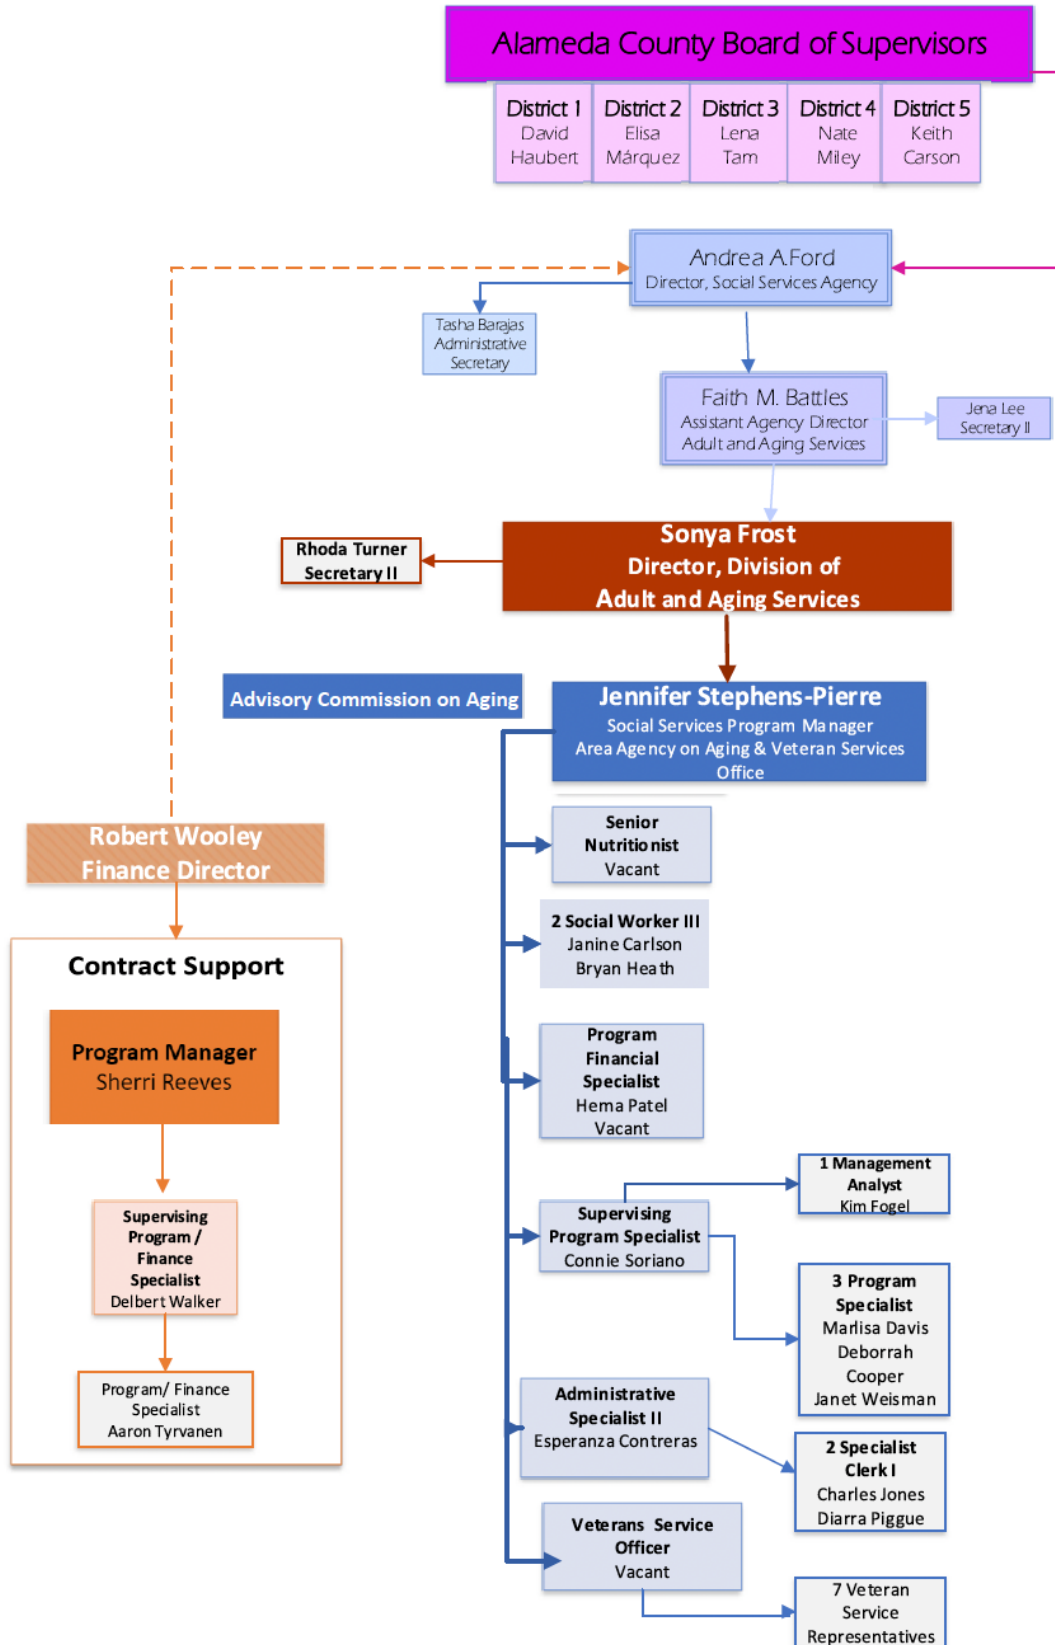 Alameda County Board of Supervisors
District 1
David
Haubert
District 2
Elisa
Márquez
District 3
Lena
Tam
District 4
Nate
Miley
District 5
Keith
Carson
Andrea A.Ford
Director, Social Services Agency
Tasha Barajas
Administrative
Secretary
Faith M. Battles
Assistant Agency Director
Adult and Aging Services
Jena Lee
Secretary II
Sonya Frost
Director, Division of
Adult and Aging Services
Rhoda Turner
Secretary II
Advisory Commission on Aging
Jennifer Stephens-Pierre
Social Services Program Manager
Area Agency on Aging & Veteran Services
Office
Robert Wooley
Finance Director
Contract Support
Program Manager
Sherri Reeves
Supervising
Program /
Finance
Specialist
Delbert Walker
Program/ Finance
Specialist
Aaron Tyrvanen
Senior
Nutritionist
Vacant
2 Social Worker III
Janine Carlson
Bryan Heath
Program
Financial
Specialist
Hema Patel
Vacant
Supervising
Program Specialist
Connie Soriano
1 Management
Analyst
Kim Fogel
3 Program
Specialist
Marlisa Davis
Deborrah
Cooper
Janet Weisman
Administrative
Specialist II
Esperanza Contreras
2 Specialist
Clerk I
Charles Jones
Diarra Piggue
Veterans Service
Officer
Vacant
7 Veteran
Service
Representatives